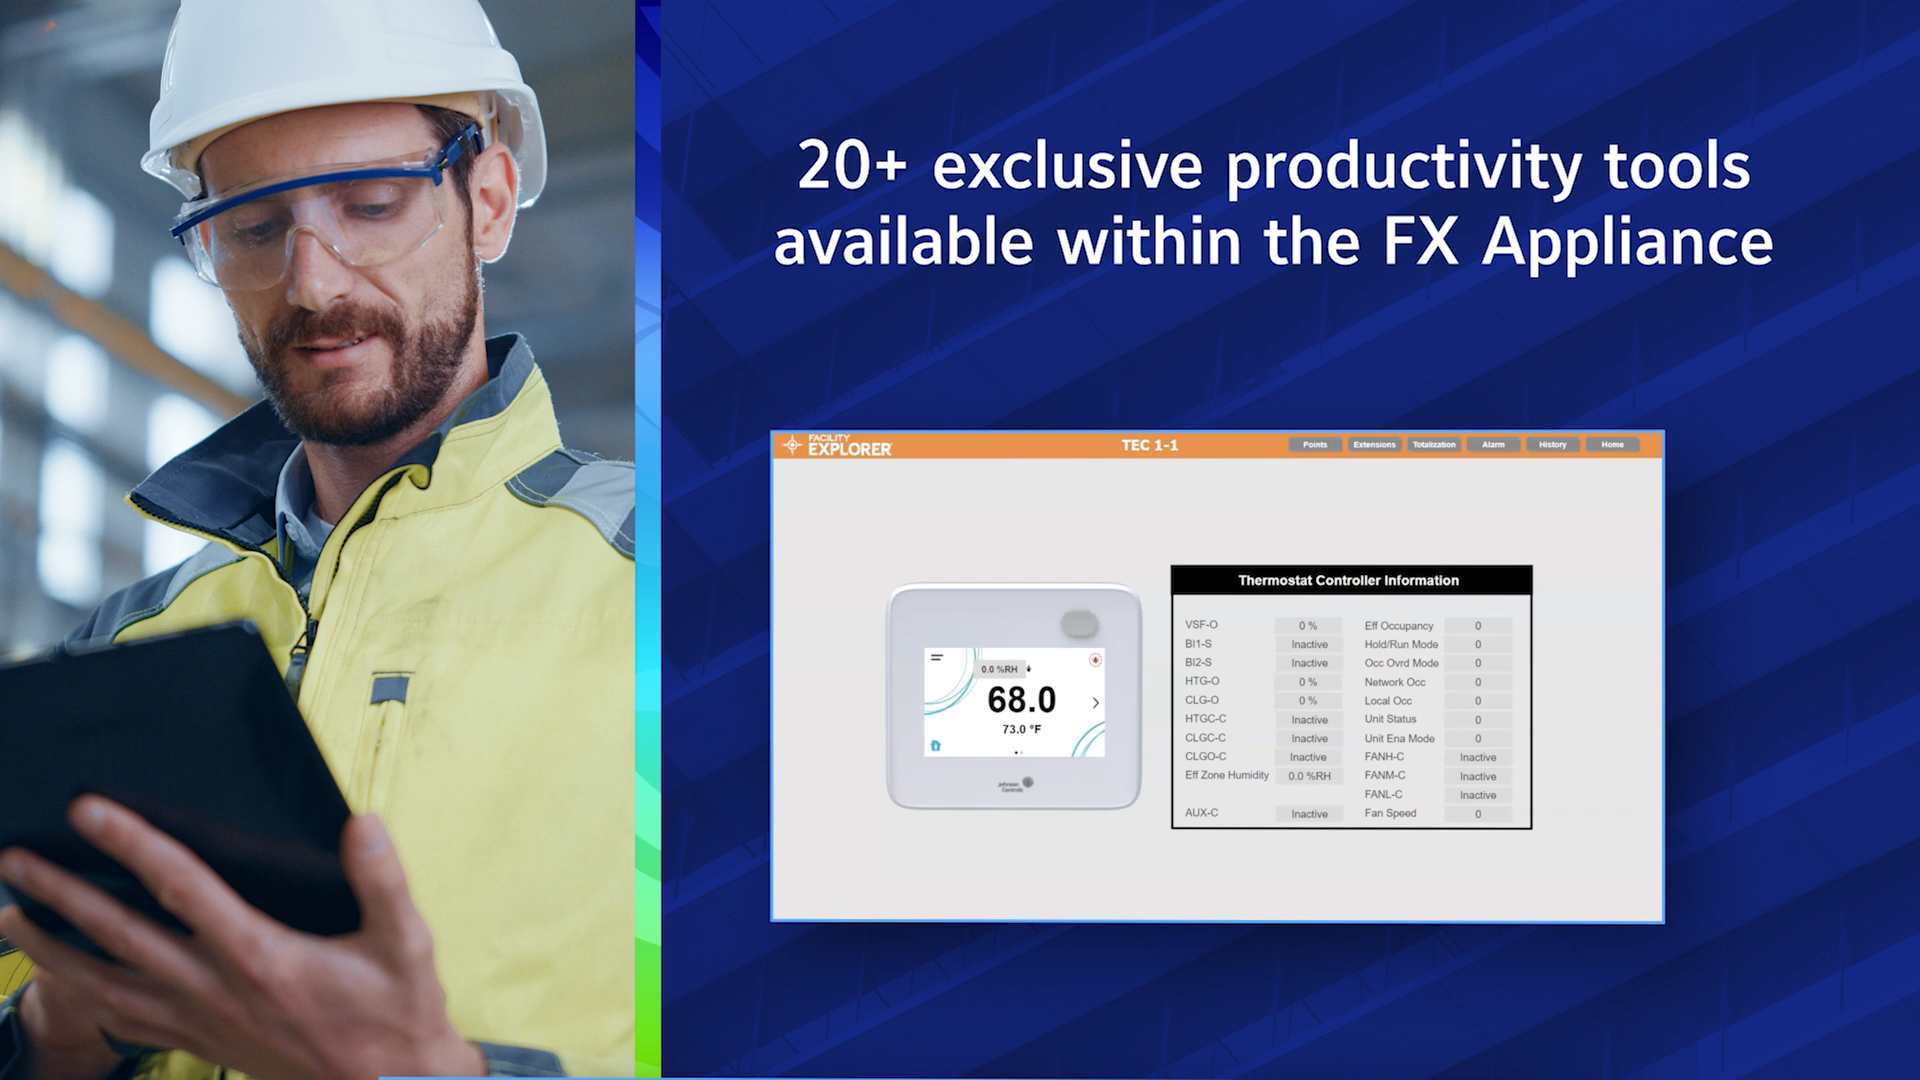 20+ exclusive productivity tools
available within the FX Appliance
FACILITY
EXPLORER
TEC 1-1
Points
Extensions
Totalization
Alarm
History
Home
0.0 %RH
68.0
73.0 °F
Johnson
Controls
Thermostat Controller Information
VSF-O 0 % Eff Occupancy 0
BI1-S Inactive Hold/Run Mode 0
BI2-S Inactive Occ Ovrd Mode 0
HTG-O 0 % Network Occ 0
CLG-O 0 % Local Occ 0
HTGC-C Inactive Unit Status 0
CLGC-C Inactive Unit Ena Mode 0
CLGO-C Inactive FANH-C Inactive
Eff Zone Humidity 0.0 %RH FANM-C Inactive
FANL-C Inactive
AUX-C Inactive Fan Speed 0